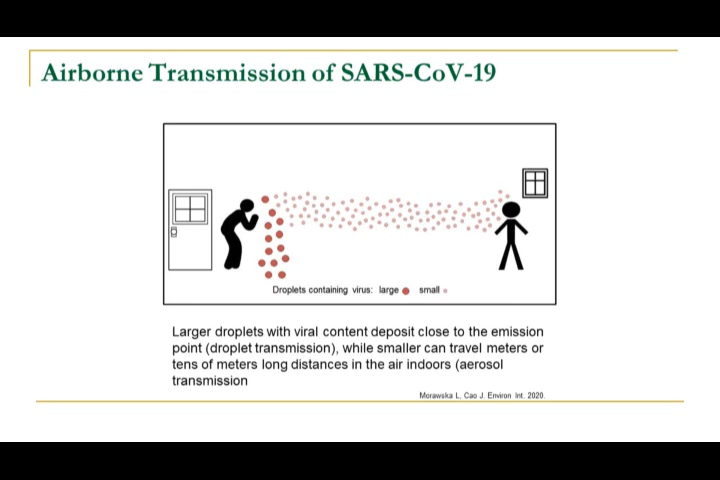 Airborne Transmission of SARS-CoV-19
Droplets containing virus: large small
Larger droplets with viral content deposit close to the emission
point (droplet transmission), while smaller can travel meters or
tens of meters long distances in the air indoors (aerosol
transmission
Morawska L, Cao J. Environ Int. 2020.